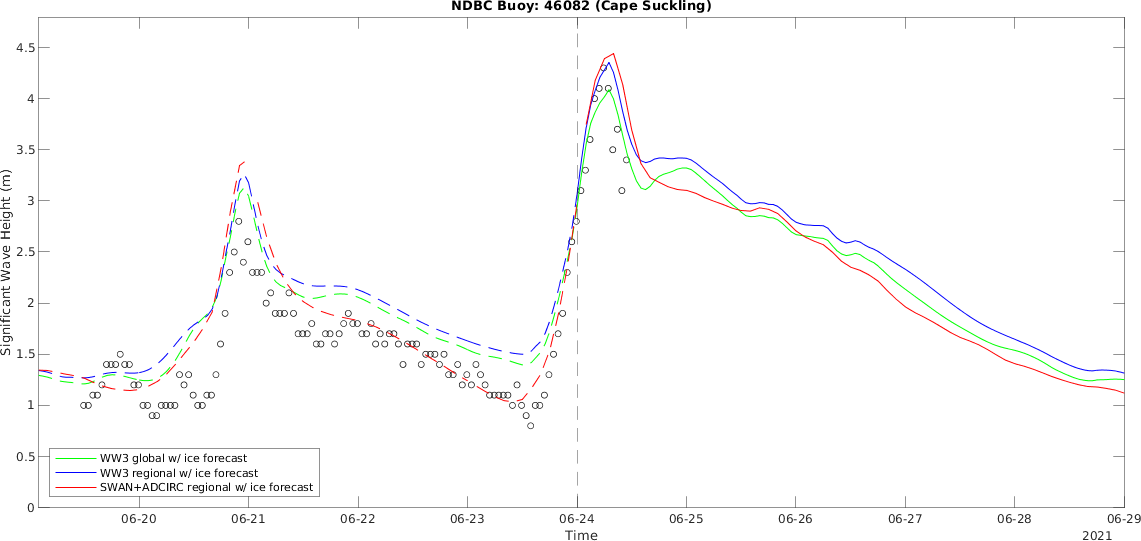 NDBC Buoy: 46082 (Cape Suckling)
Significant Wave Height (m)
4.5
4
3.5
3
2.5
2
1.5
1
0.5
0
WW3 global w/ ice forecast
WW3 regional w/ ice forecast
SWAN+ADCIRC regional w/ ice forecast
06-20 06-21 06-22 06-23 06-24 06-25 06-26 06-27 06-28 06-29
Time
2021